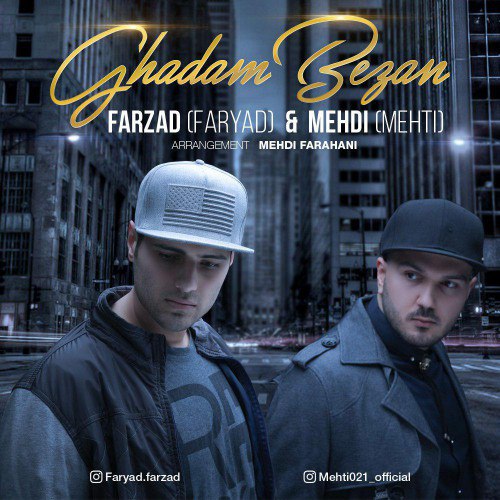 Ghadam Bezan
FARZAD (FARYAD) & MEHDI (MEHTI)
ARRANGEMENT MEHDI FARAHANI
Faryad.farzad
Mehti021_official